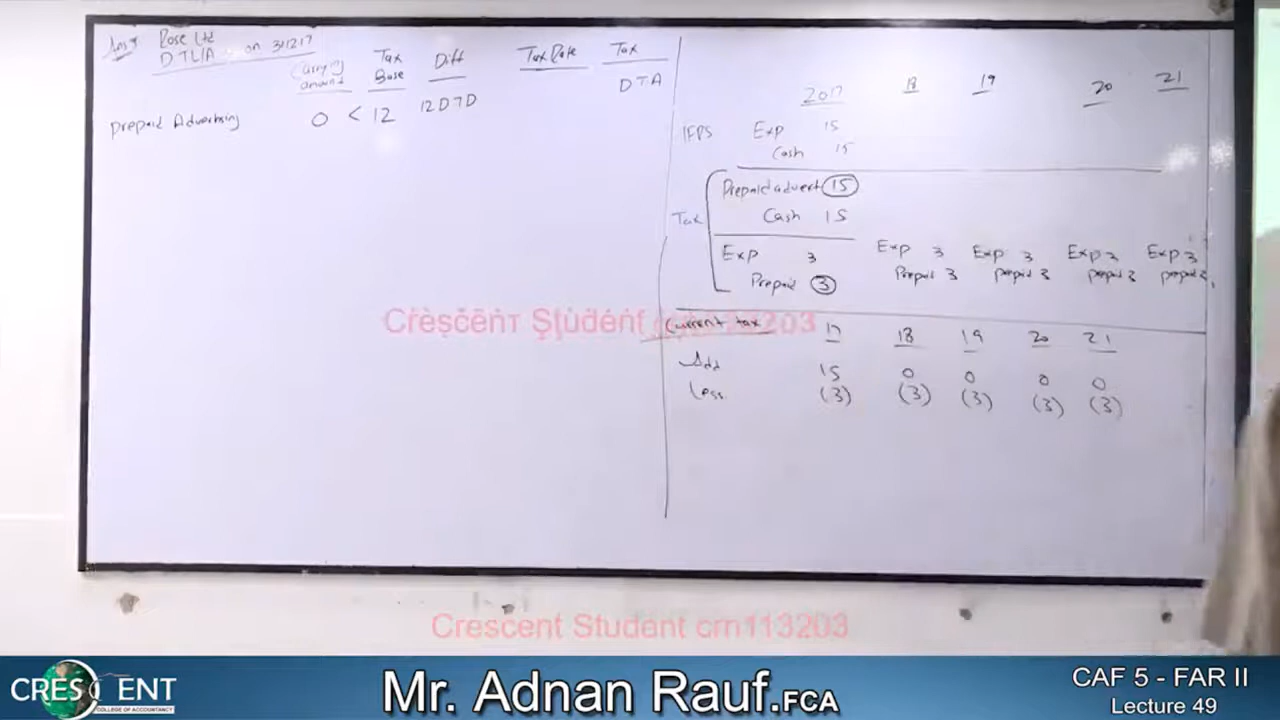 Ans 7 Rose Ltd
DTL/A on 31/12/17
Carrying amount Tax Base Diff Tax Rate Tax
DTA
Prepaid Advertising 0 < 12 12 DTD
2017 18 19 20 21
IFRS Exp 15
Cash 15
Tax Prepaid advert 15
Cash 15
Exp 3 Exp 3 Exp 3 Exp 3 Exp 3
Prepaid 3 Prepaid 3 prepaid 3 prepaid 3 prepaid 3
Current tax 17 18 19 20 21
Add 15 0 0 0 0
Less (3) (3) (3) (3) (3)
Crescent Student crn113203
Crescent Student crn113203
CRESCENT
COLLEGE OF ACCOUNTANCY
Mr. Adnan Rauf.FCA
CAF 5 - FAR II
Lecture 49